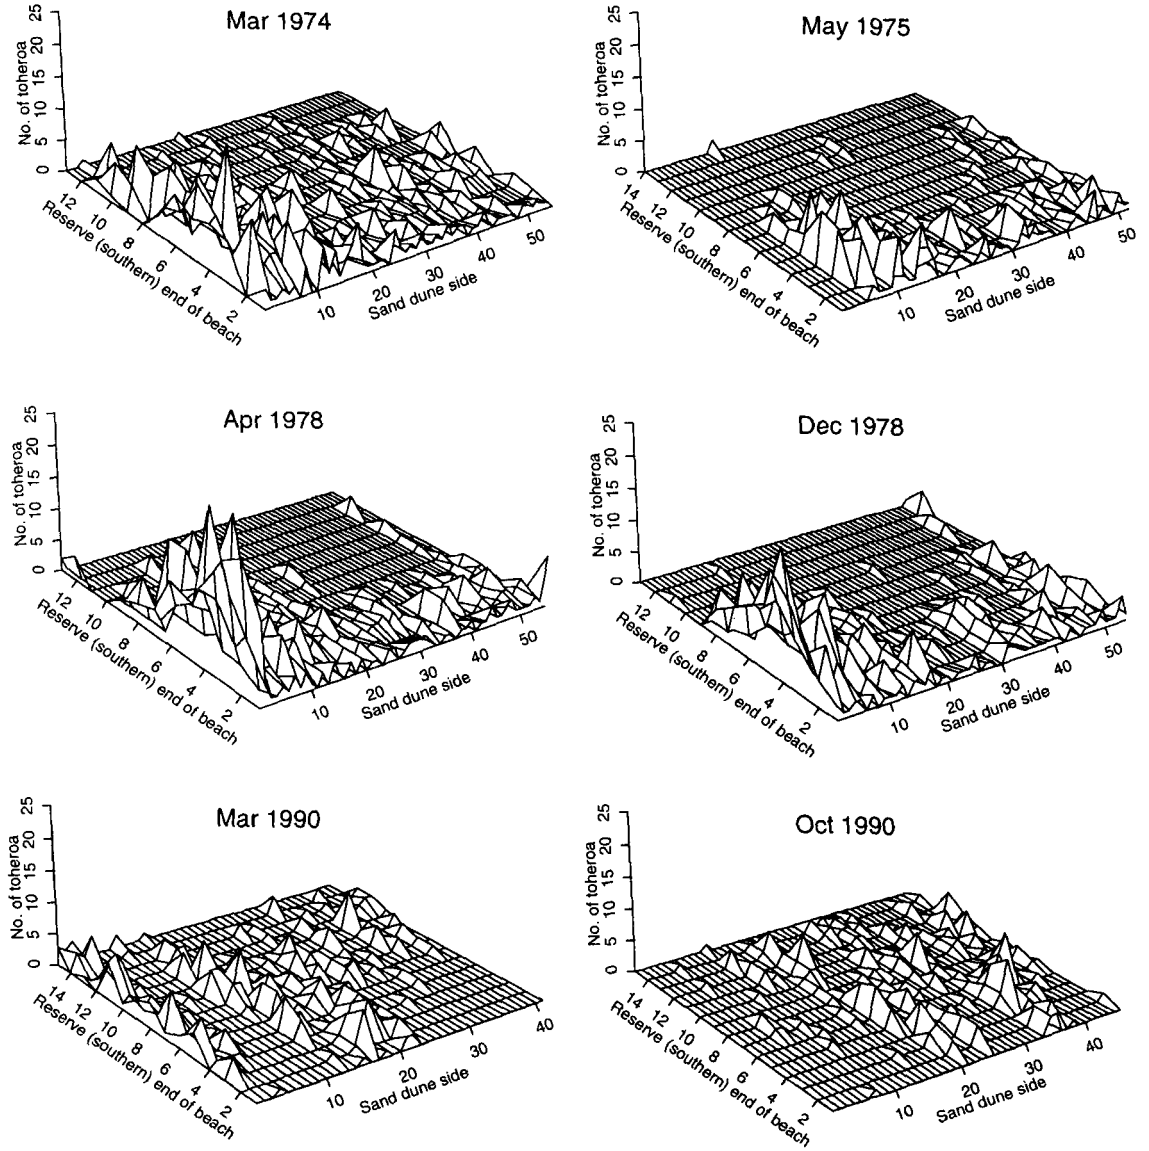 Mar 1974
No. of toheroa
0 5 10 15 20 25
12 10 8 6 4 2
Reserve (southern) end of beach
10 20 30 40 50
Sand dune side
May 1975
No. of toheroa
0 5 10 15 20 25
14 12 10 8 6 4 2
Reserve (southern) end of beach
10 20 30 40 50
Sand dune side
Apr 1978
No. of toheroa
0 5 10 15 20 25
12 10 8 6 4 2
Reserve (southern) end of beach
10 20 30 40 50
Sand dune side
Dec 1978
No. of toheroa
0 5 10 15 20 25
12 10 8 6 4 2
Reserve (southern) end of beach
10 20 30 40 50
Sand dune side
Mar 1990
No. of toheroa
0 5 10 15 20 25
14 12 10 8 6 4 2
Reserve (southern) end of beach
10 20 30 40
Sand dune side
Oct 1990
No. of toheroa
0 5 10 15 20 25
14 12 10 8 6 4 2
Reserve (southern) end of beach
10 20 30 40
Sand dune side